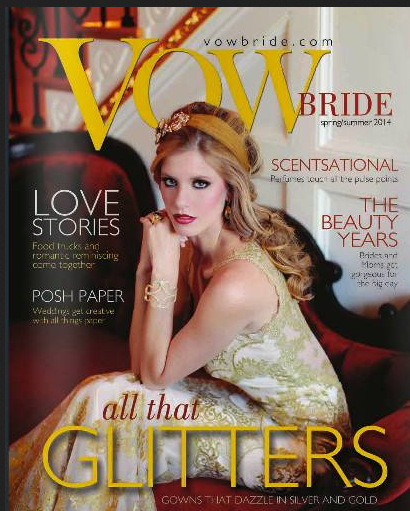 vowbride.com
VOW
BRIDE
spring/summer 2014
SCENTSATIONAL
Perfumes touch all the pulse points
THE
BEAUTY
YEARS
Brides and
Moms get
gorgeous for
the big day
LOVE
STORIES
Food trucks and
romantic reminiscing
come together
POSH PAPER
Weddings get creative
with all things paper
all that
GLITTERS
GOWNS THAT DAZZLE IN SILVER AND GOLD